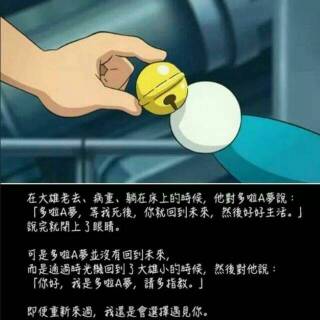 在大雄老去、病重、躺在床上的時候，他對多啦A夢說：
「多啦A夢，等我死後，你就回到未來，然後好好生活。」
說完就閉上了眼睛。
可是多啦A夢並沒有回到未來，
而是通過時光機回到了大雄小的時候，然後對他說：
「你好，我是多啦A夢，請多指教。」
即便重新來過，我還是會選擇遇見你。